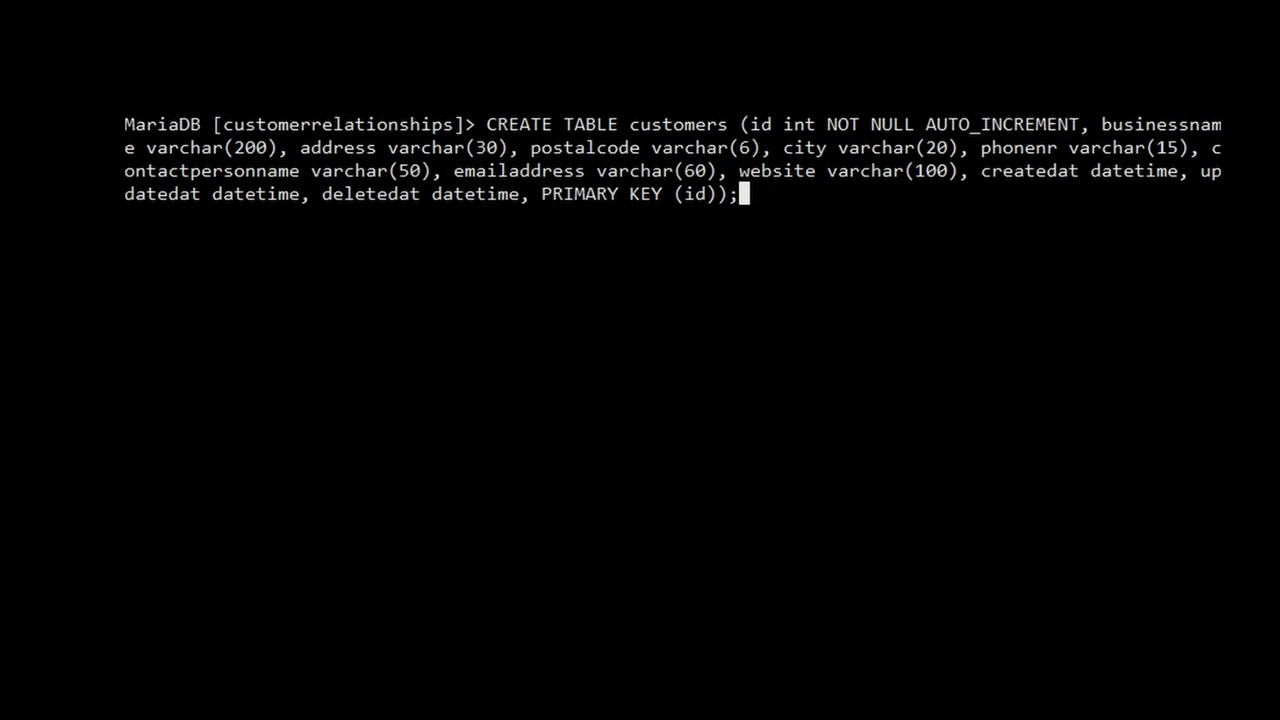 MariaDB [customerrelationships]> CREATE TABLE customers (id int NOT NULL AUTO_INCREMENT, businessnam
e varchar(200), address varchar(30), postalcode varchar(6), city varchar(20), phonenr varchar(15), c
ontactpersonname varchar(50), emailaddress varchar(60), website varchar(100), createdat datetime, up
datedat datetime, deletedat datetime, PRIMARY KEY (id));